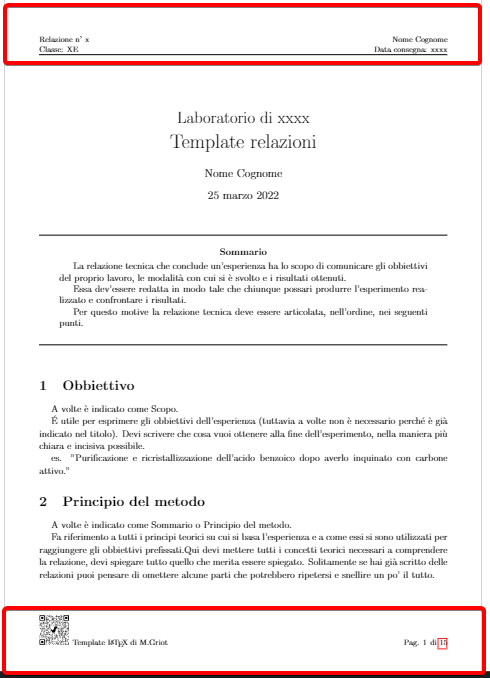 Relazione n° x
Nome Cognome
Classe: XE
Data consegna: xxxx
Laboratorio di xxxx
Template relazioni
Nome Cognome
25 marzo 2022
Sommario
La relazione tecnica che conclude un'esperienza ha lo scopo di comunicare gli obbiettivi
del proprio lavoro, le modalità con cui si è svolto e i risultati ottenuti.
Essa dev'essere redatta in modo tale che chiunque possari produrre l'esperimento rea-
lizzato e confrontare i risultati.
Per questo motive la relazione tecnica deve essere articolata, nell'ordine, nei seguenti
punti.
1 Obbiettivo
A volte è indicato come Scopo.
É utile per esprimere gli obbiettivi dell'esperienza (tuttavia a volte non è necessario perché è già
indicato nel titolo). Devi scrivere che cosa vuoi ottenere alla fine dell'esperimento, nella maniera più
chiara e incisiva possibile.
es. "Purificazione e ricristallizzazione dell'acido benzoico dopo averlo inquinato con carbone
attivo."
2 Principio del metodo
A volte è indicato come Sommario o Principio del metodo.
Fa riferimento a tutti i principi teorici su cui si basa l'esperienza e a come essi si sono utilizzati per
raggiungere gli obbiettivi prefissati.Qui devi mettere tutti i concetti teorici necessari a comprendere
la relazione, devi spiegare tutto quello che merita essere spiegato. Solitamente se hai già scritto delle
relazioni puoi pensare di omettere alcune parti che potrebbero ripetersi e snellire un po' il tutto.
Template LATEX di M.Griot
Pag. 1 di 15